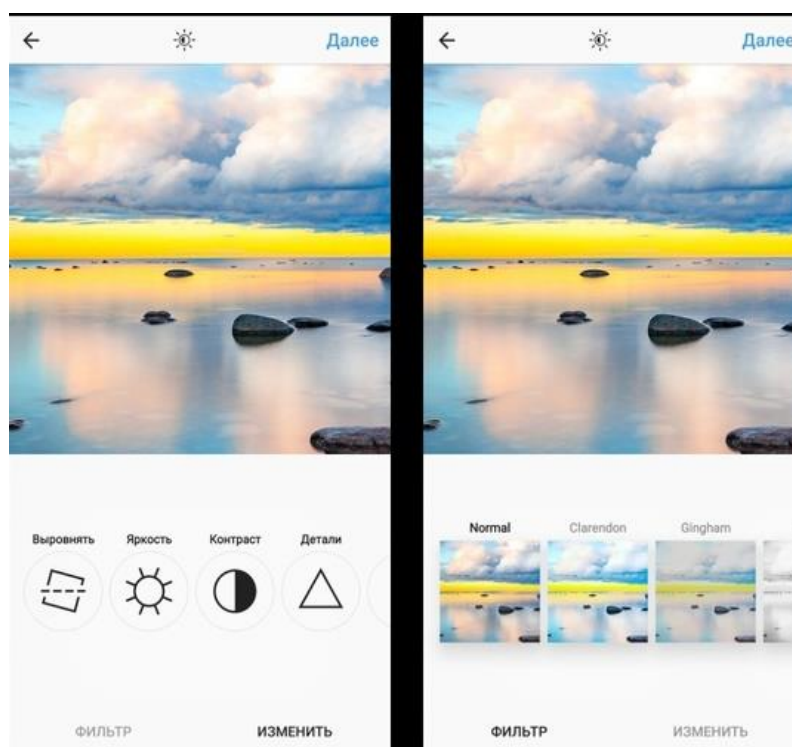 Далее
Выровнять Яркость Контраст Детали
ФИЛЬТР ИЗМЕНИТЬ
Далее
Normal Clarendon Gingham
ФИЛЬТР ИЗМЕНИТЬ